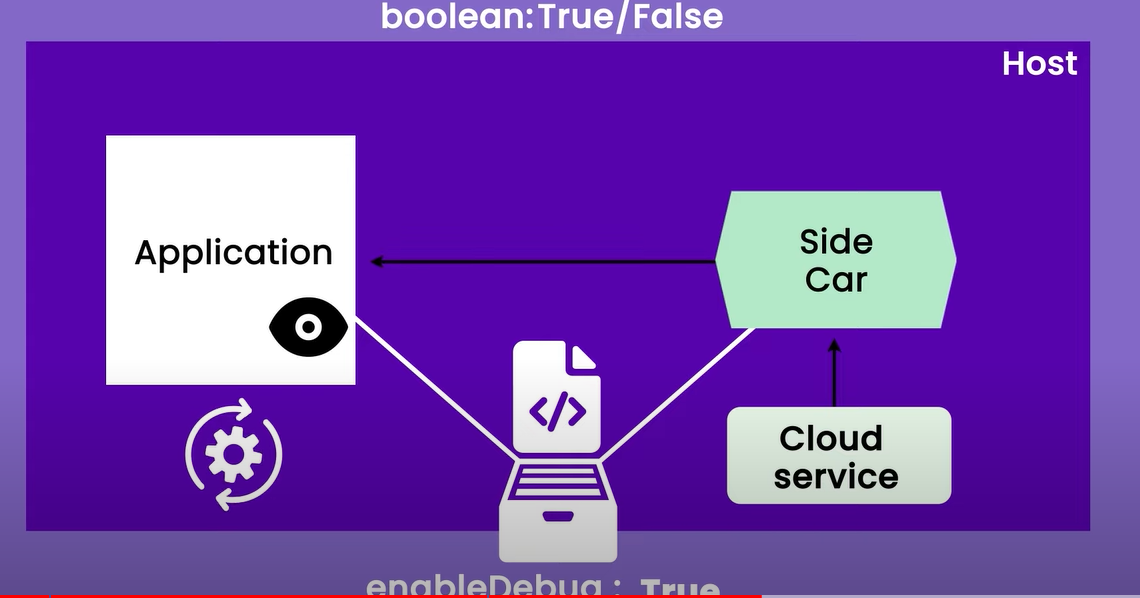 boolean:True/False
Host
Application
Side
Car
</>
Cloud
service
enableDebug : True